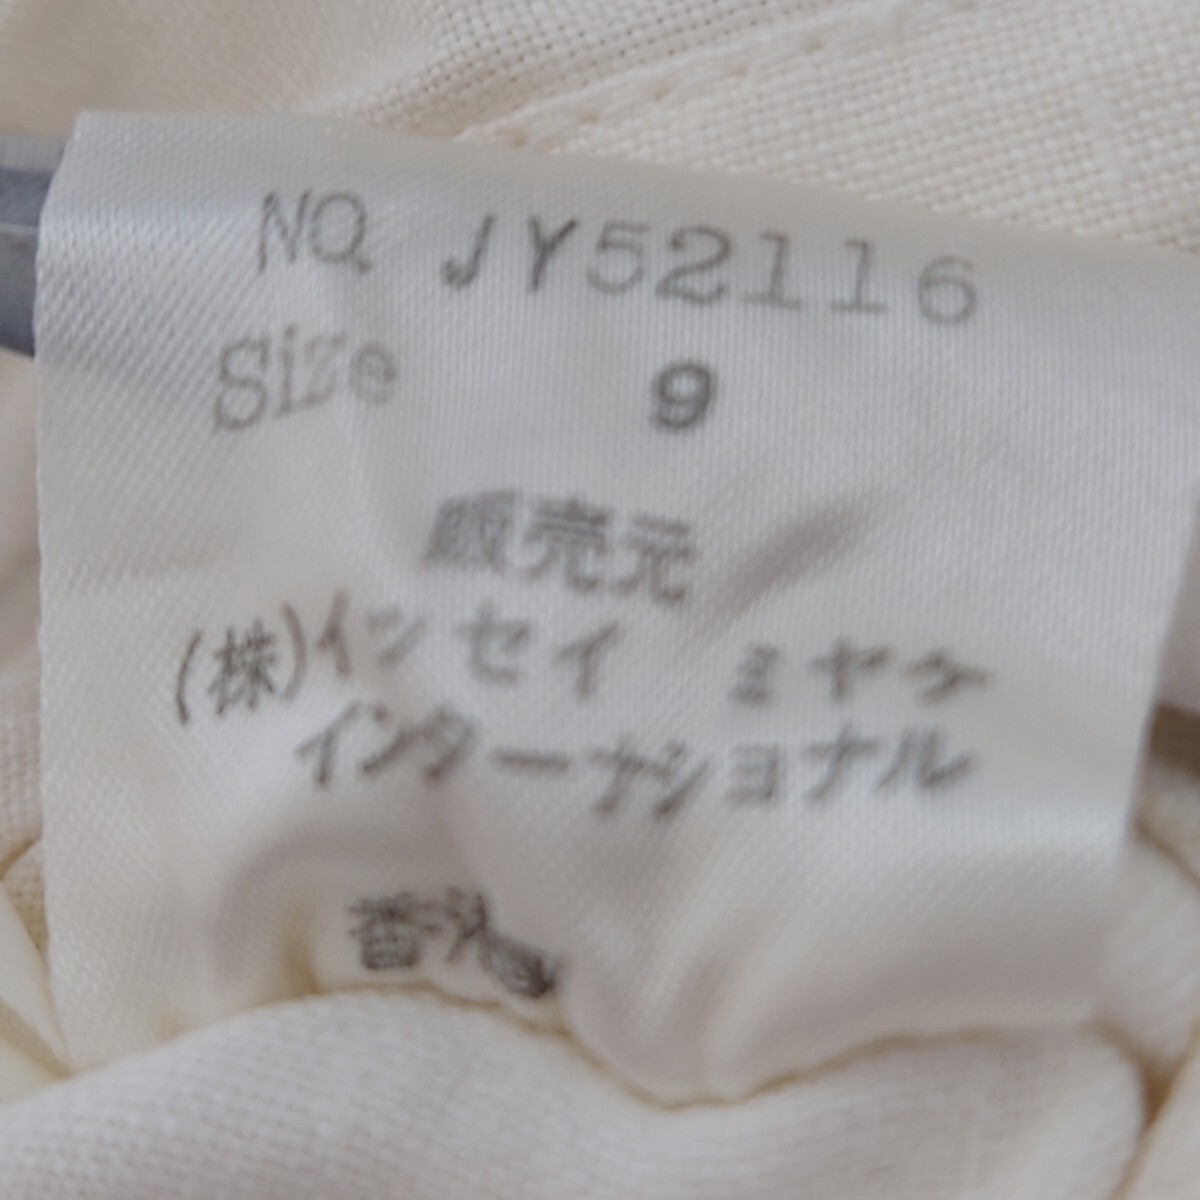 NO. JY52116
Size 9
販売元
(株)インセイ ミヤケ
インターナショナル
香港